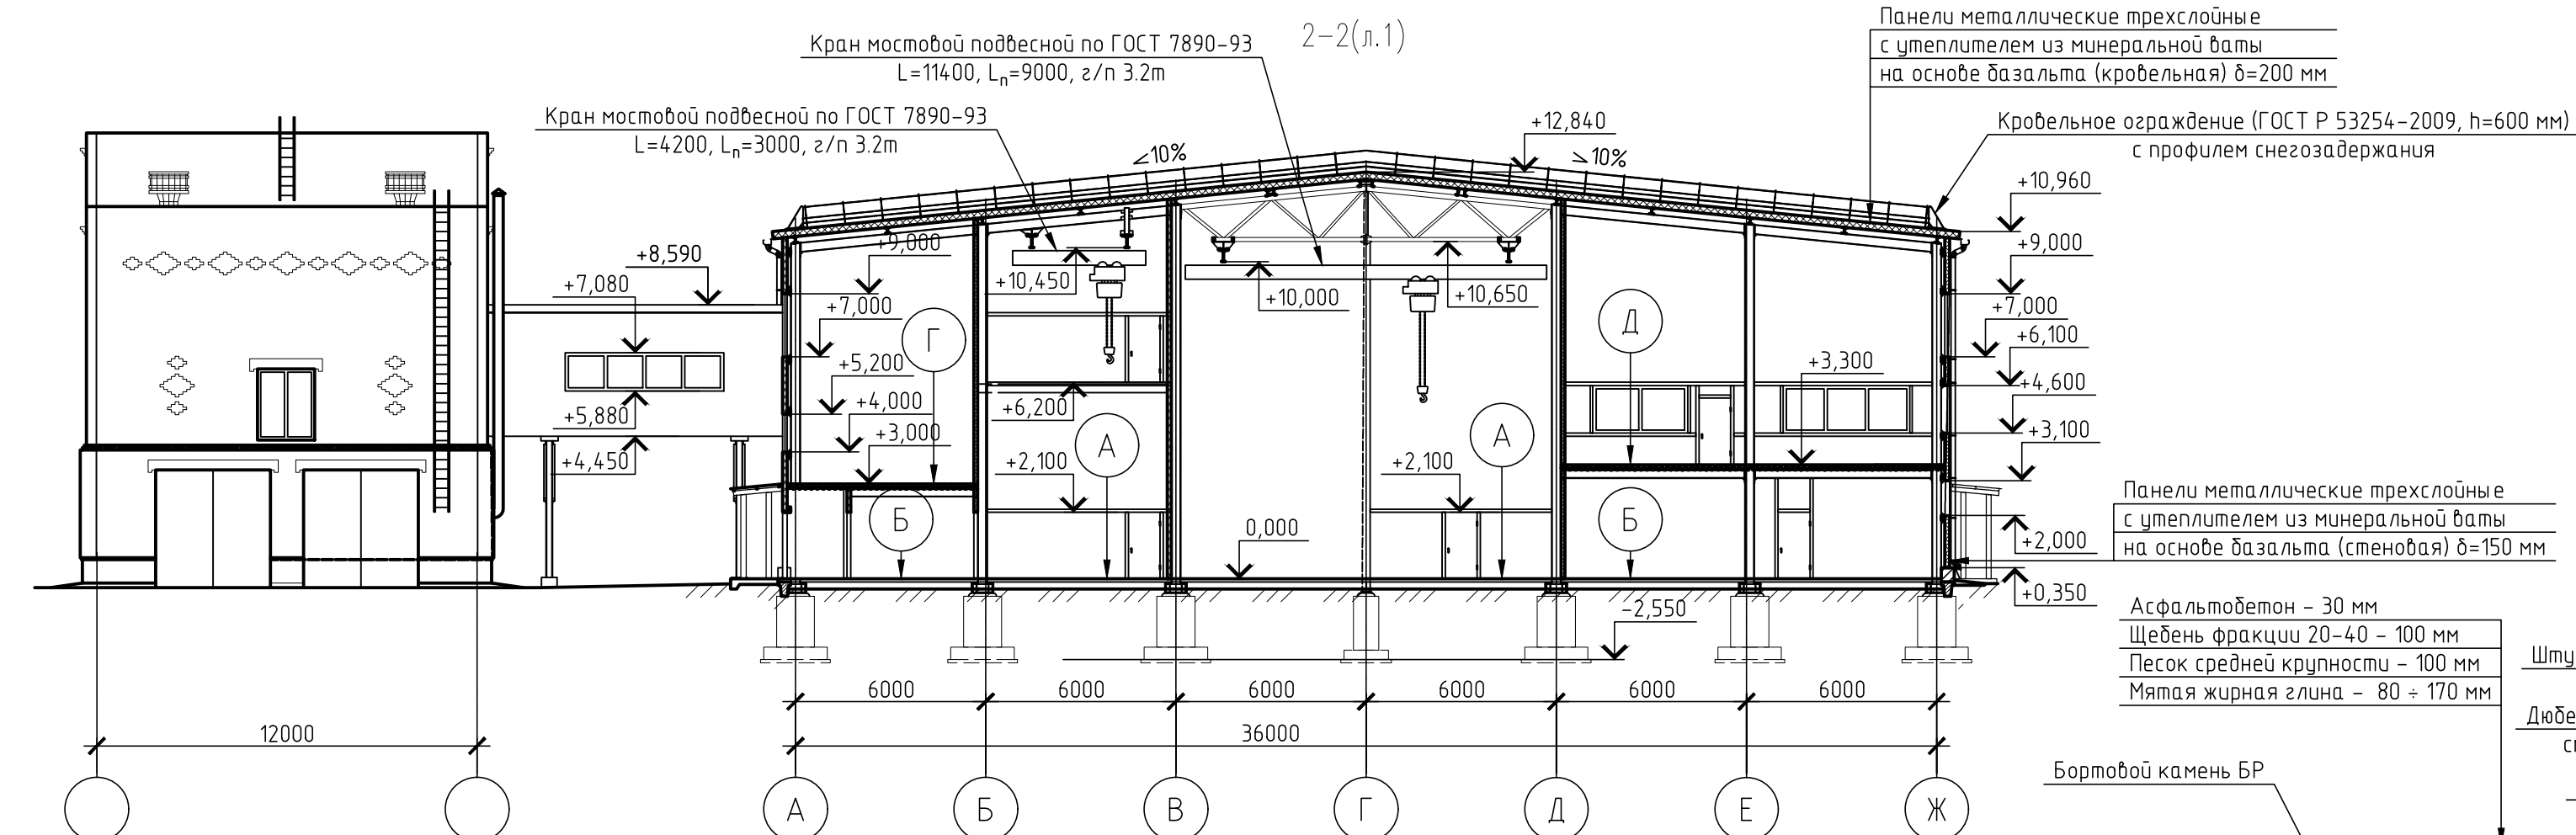 2-2(л.1)
Кран мостовой подвесной по ГОСТ 7890-93
L=11400, Lп=9000, г/п 3.2т
Кран мостовой подвесной по ГОСТ 7890-93
L=4200, Lп=3000, г/п 3.2т
Панели металлические трехслойные
с утеплителем из минеральной ваты
на основе базальта (кровельная) δ=200 мм
Кровельное ограждение (ГОСТ Р 53254-2009, h=600 мм)
с профилем снегозадержания
+12,840
<10%
>10%
+10,960
+9,000
+7,000
+6,100
+4,600
+3,100
+2,000
+0,350
+8,590
+7,080
+5,880
+4,450
+9,000
+7,000
+5,200
+4,000
+3,000
+10,450
+10,000
+10,650
+6,200
+2,100
+2,100
+3,300
0,000
-2,550
Г
Д
А
А
Б
Б
Панели металлические трехслойные
с утеплителем из минеральной ваты
на основе базальта (стеновая) δ=150 мм
Асфальтобетон - 30 мм
Щебень фракции 20-40 - 100 мм
Песок средней крупности - 100 мм
Мятая жирная глина - 80 ÷ 170 мм
Бортовой камень БР
6000
6000
6000
6000
6000
6000
12000
36000
А
Б
В
Г
Д
Е
Ж